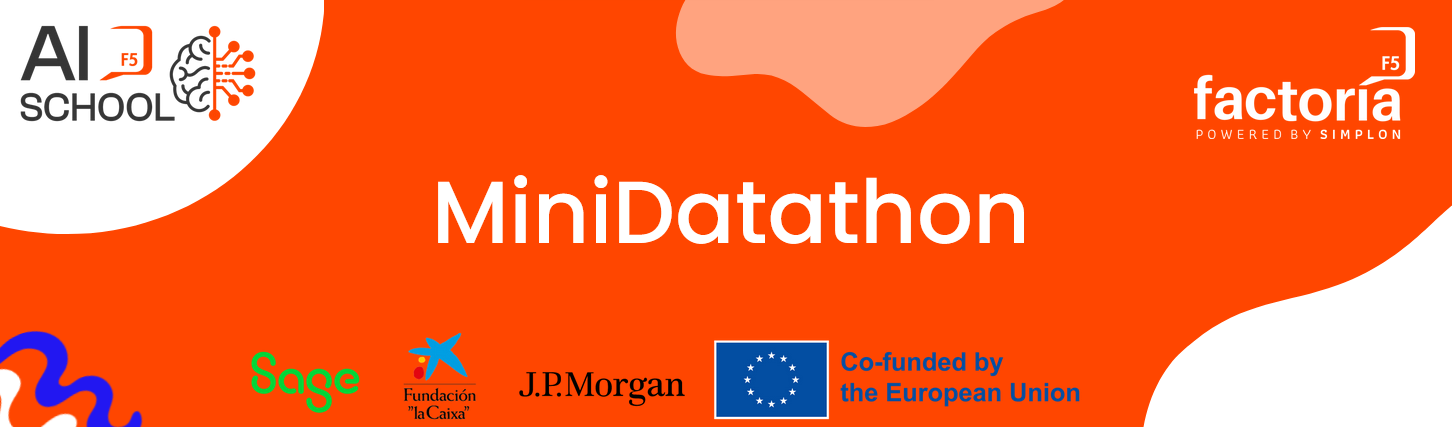 AI F5
SCHOOL
F5
factoría
POWERED BY SIMPLON
MiniDatathon
Sage
Fundación
"la Caixa"
J.P.Morgan
Co-funded by
the European Union